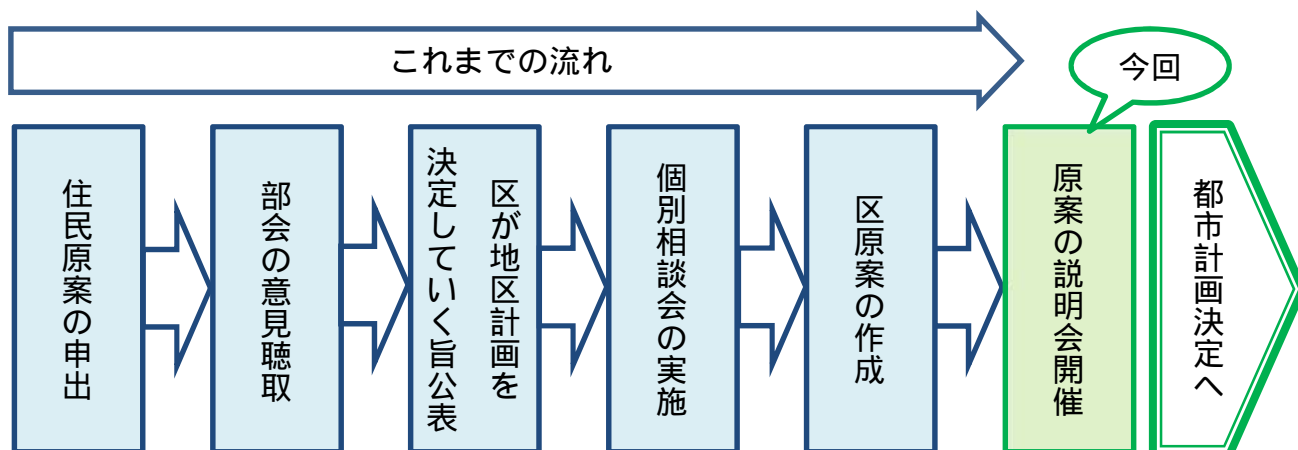 これまでの流れ
今回
住民原案の申出
部会の意見聴取
区が地区計画を
決定していく旨公表
個別相談会の実施
区原案の作成
原案の説明会開催
都市計画決定へ